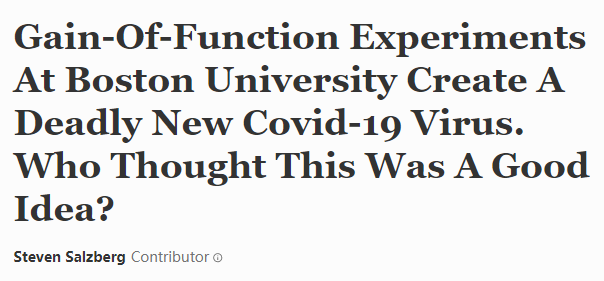 Gain-Of-Function Experiments
At Boston University Create A
Deadly New Covid-19 Virus.
Who Thought This Was A Good
Idea?
Steven Salzberg Contributor